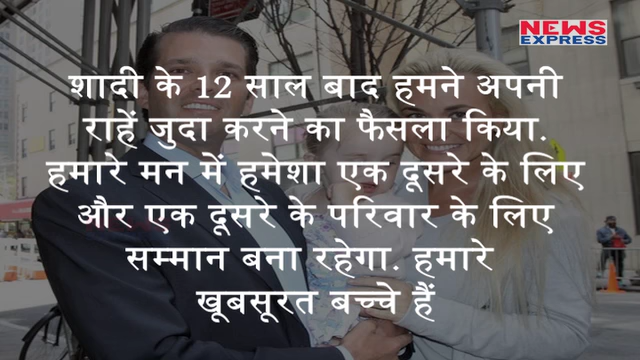 NEWS
EXPRESS
शादी के 12 साल बाद हमने अपनी
राहें जुदा करने का फैसला किया.
हमारे मन में हमेशा एक दूसरे के लिए
और एक दूसरे के परिवार के लिए
सम्मान बना रहेगा. हमारे
खूबसूरत बच्चे हैं